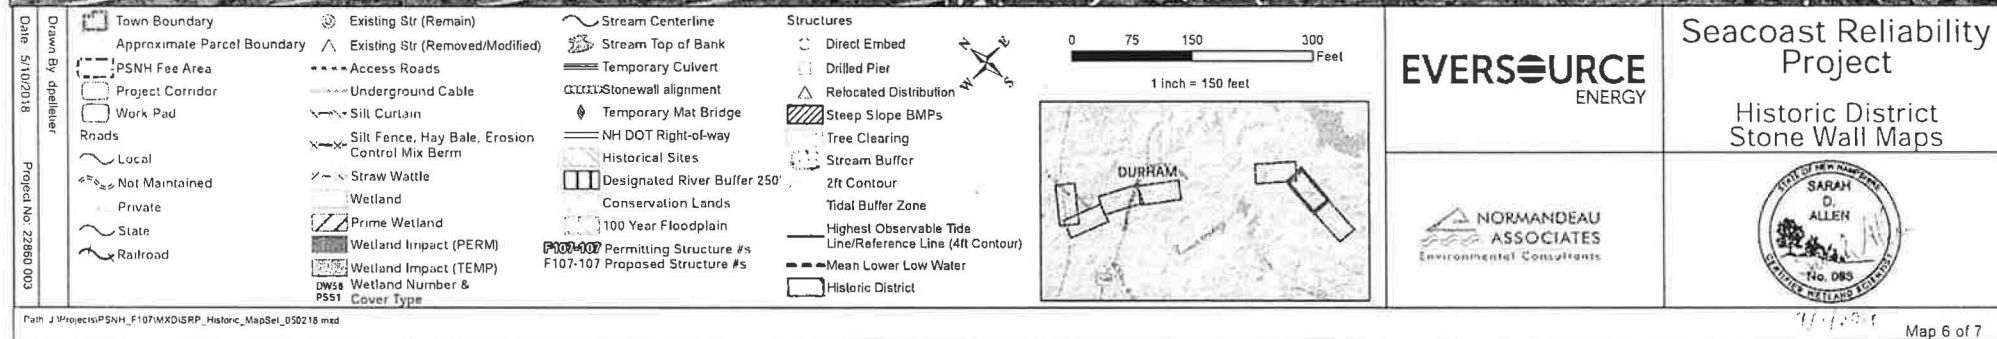 Date 5/10/2018
Project No: 22860 003
Drawn By dpelletier
Town Boundary
Approximate Parcel Boundary
PSNH Fee Area
Project Corridor
Work Pad
Roads
Local
Not Maintained
Private
State
Railroad
Existing Str (Remain)
Existing Str (Removed/Modified)
Access Roads
Underground Cable
Silt Curtain
Silt Fence, Hay Bale, Erosion
Control Mix Berm
Straw Wattle
Wetland
Prime Wetland
Wetland Impact (PERM)
Wetland Impact (TEMP)
DW58 Wetland Number &
PSS1 Cover Type
Stream Centerline
Stream Top of Bank
Temporary Culvert
Stonewall alignment
Temporary Mat Bridge
NH DOT Right-of-way
Historical Sites
Designated River Buffer 250'
Conservation Lands
100 Year Floodplain
F107-107 Permitting Structure #s
F107-107 Proposed Structure #s
Structures
Direct Embed
Drilled Pier
Relocated Distribution
Steep Slope BMPs
Tree Clearing
Stream Buffer
2ft Contour
Tidal Buffer Zone
Highest Observable Tide
Line/Reference Line (4ft Contour)
Mean Lower Low Water
Historic District
N E W S
0 75 150 300
Feet
1 inch = 150 feet
DURHAM
EVERSOURCE
ENERGY
NORMANDEAU
ASSOCIATES
Environmental Consultants
Seacoast Reliability
Project
Historic District
Stone Wall Maps
STATE OF NEW HAMPSHIRE
SARAH
D.
ALLEN
No. 083
CERTIFIED WETLAND SCIENTIST
Path J:\Projects\PSNH_F107\MXD\SRP_Historic_MapSet_050218 mxd
Map 6 of 7